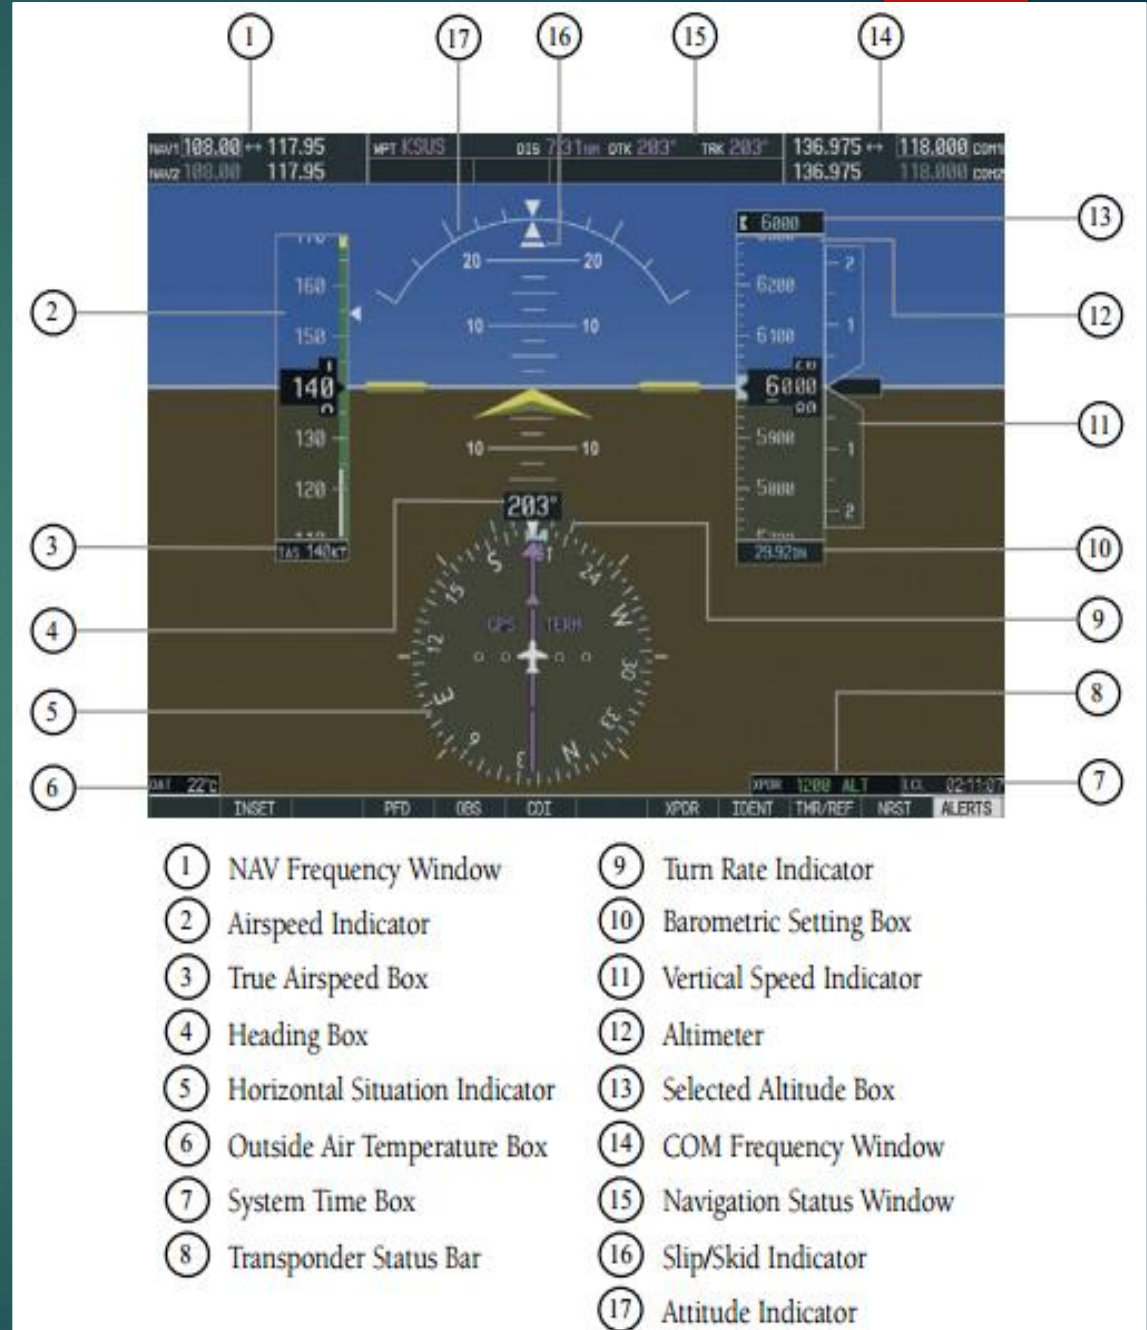 1 17 16 15 14
NAV1 108.00 ↔ 117.95 WPT KSUS DIS 7.31NM DTK 203° TRK 203° 136.975 ↔ 118.000 COM1
NAV2 108.00 117.95 136.975 118.000 COM2
13
6000
20 20
2
160 6200
2
12
10 10
150 6100 1
140 6000
11
130 10 10 5900 1
120
203°
2
3
TAS 140KT 29.92IN
10
S 21 24
15 W
4 GPS TERM 9
12 30
E 33
5 8
6 3 N
6
OAT 22°C XPDR 1200 ALT LCL 02:11:07
7
INSET PFD OBS CDI XPDR IDENT TMR/REF NRST ALERTS
1 NAV Frequency Window
2 Airspeed Indicator
3 True Airspeed Box
4 Heading Box
5 Horizontal Situation Indicator
6 Outside Air Temperature Box
7 System Time Box
8 Transponder Status Bar
9 Turn Rate Indicator
10 Barometric Setting Box
11 Vertical Speed Indicator
12 Altimeter
13 Selected Altitude Box
14 COM Frequency Window
15 Navigation Status Window
16 Slip/Skid Indicator
17 Attitude Indicator